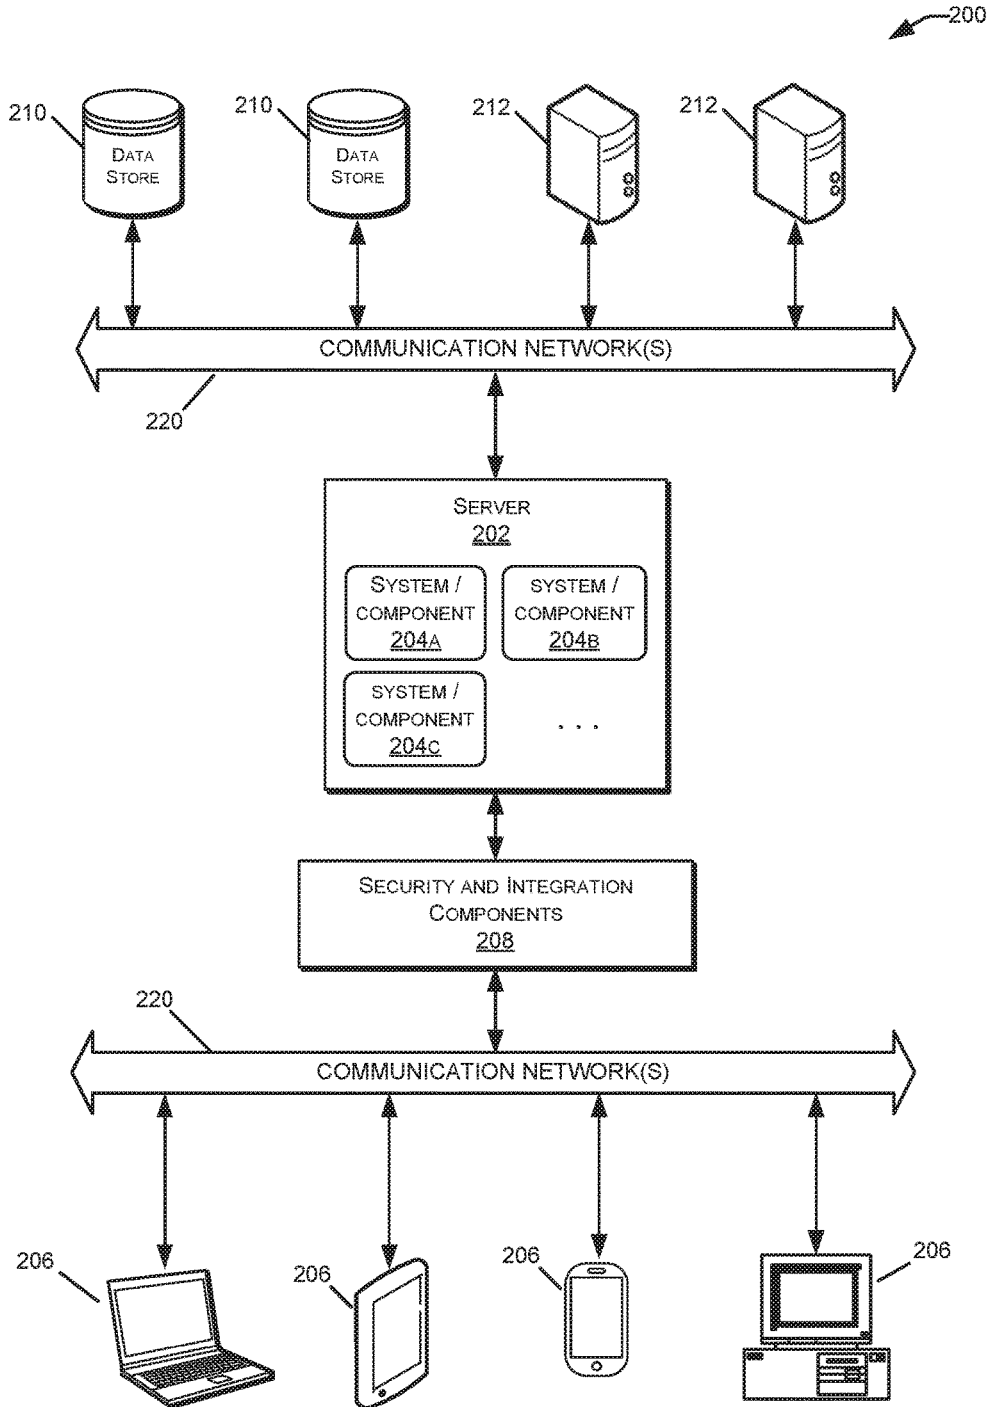 200
210
DATA
STORE
210
DATA
STORE
212
212
COMMUNICATION NETWORK(S)
220
SERVER
202
SYSTEM /
COMPONENT
204A
SYSTEM /
COMPONENT
204B
SYSTEM /
COMPONENT
204C
. . .
SECURITY AND INTEGRATION
COMPONENTS
208
220
COMMUNICATION NETWORK(S)
206
206
206
206